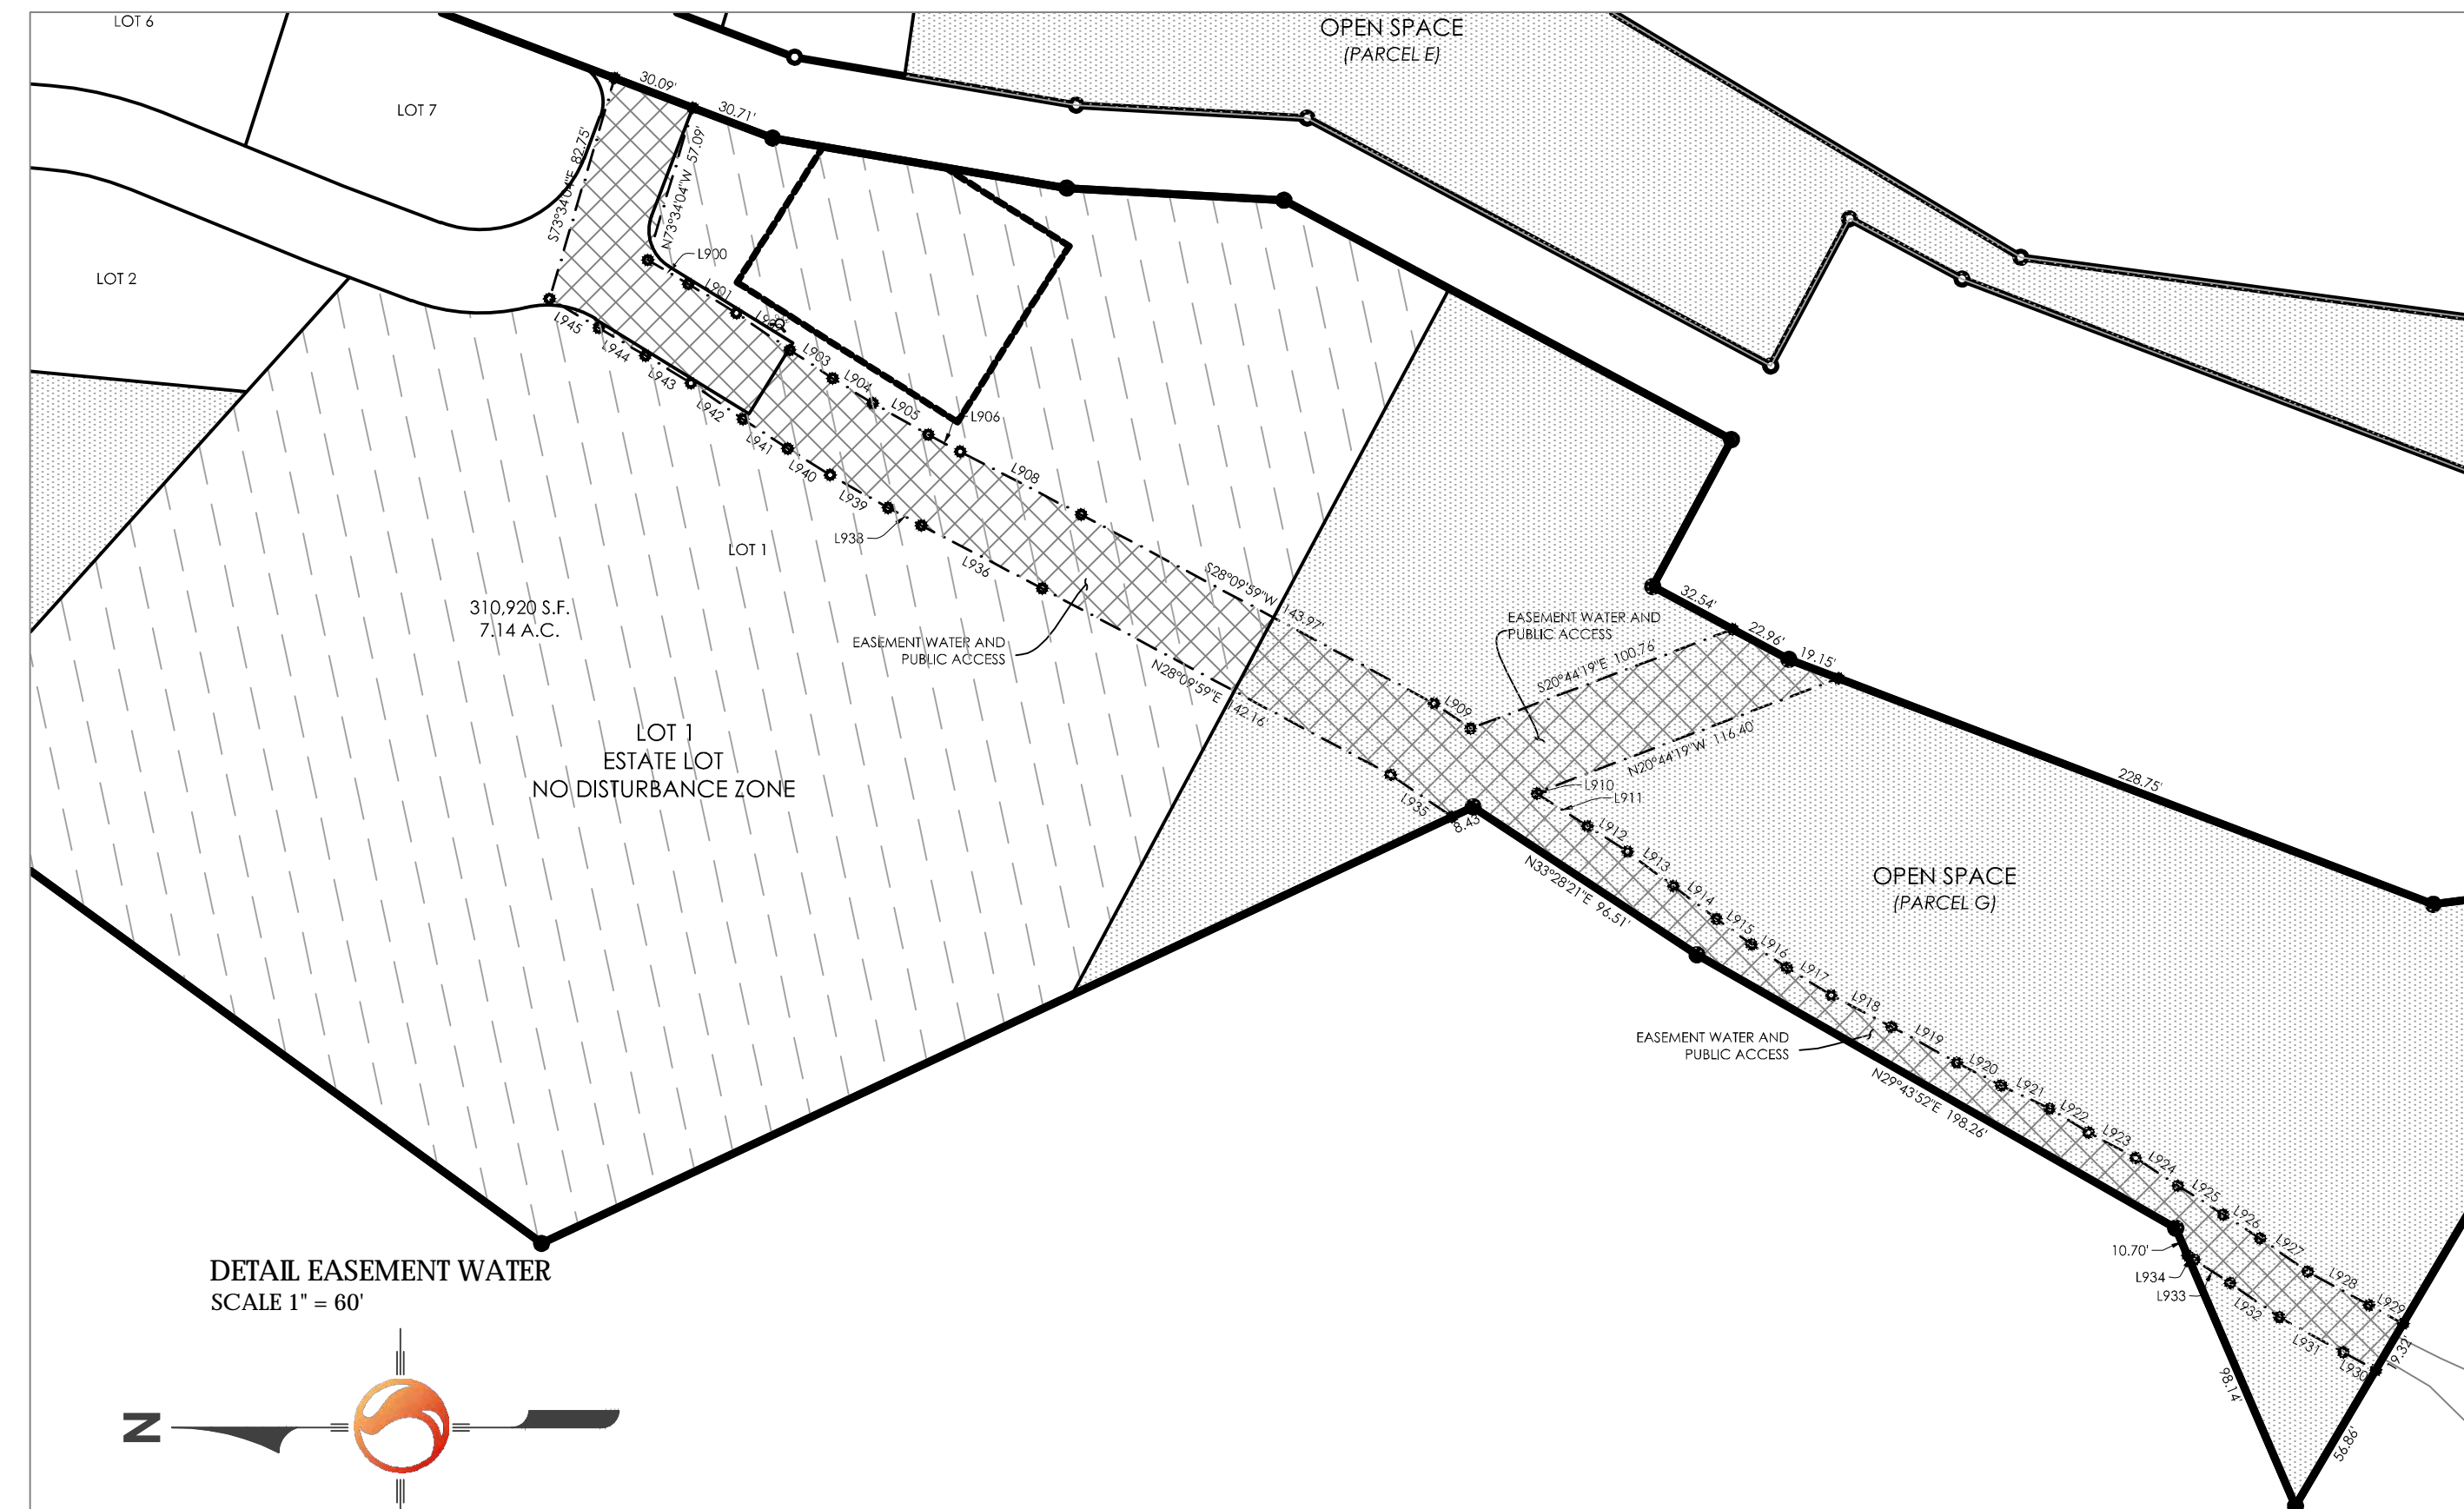 LOT 6
OPEN SPACE
(PARCEL E)
30.09'
LOT 7
30.71'
S73°34'04"E 82.75'
N73°34'04"W 57.09'
L900
LOT 2
L901
L945
L903
L944
L904
L943
L905
L906
L942
L941
L908
L940
L939
L938
LOT 1
L936
S28°09'59"W 143.97'
310,920 S.F.
7.14 A.C.
32.54'
EASEMENT WATER AND
PUBLIC ACCESS
22.96'
EASEMENT WATER AND
PUBLIC ACCESS
19.15'
S20°44'19"E 100.76'
N28°09'59"E 142.16'
L909
LOT 1
ESTATE LOT
NO DISTURBANCE ZONE
N20°44'19"W 116.40'
228.75'
L910
L911
L935
8.43'
L912
L913
N33°28'21"E 96.51'
OPEN SPACE
(PARCEL G)
L914
L915
L916
L917
L918
L919
EASEMENT WATER AND
PUBLIC ACCESS
L920
L921
N29°43'52"E 198.26'
L922
L923
L924
L925
L926
L927
10.70'
L934
L933
L928
L929
L932
L931
L930
19.32'
98.14'
56.86'
DETAIL EASEMENT WATER
SCALE 1" = 60'
N